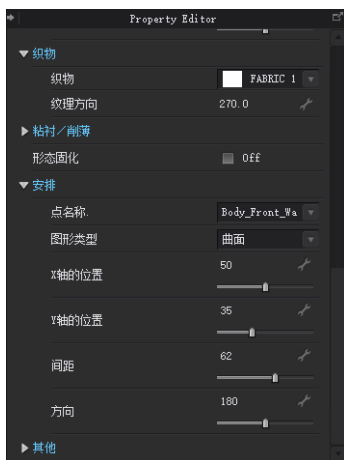 Property Editor
织物
织物 FABRIC 1
纹理方向 270.0
粘衬／削薄
形态固化 Off
安排
点名称. Body_Front_Wa
图形类型 曲面
X轴的位置 50
Y轴的位置 35
间距 62
方向 180
其他